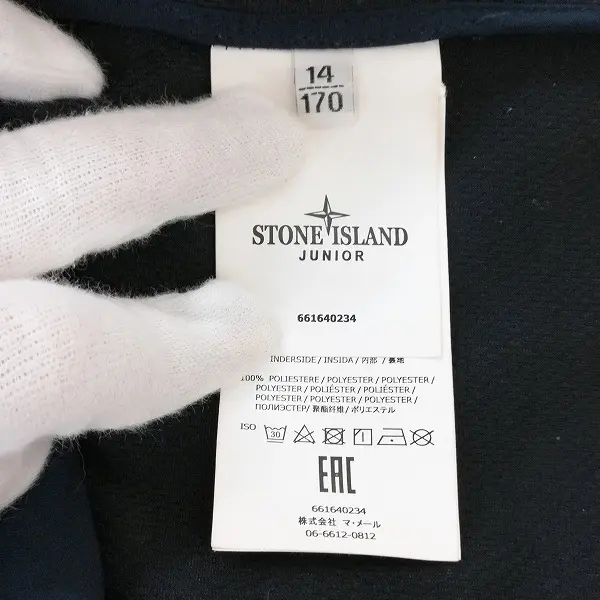 14
170
STONE ISLAND
JUNIOR
661640234
INDERSIDE / INSIDA / 内部 / 裏地
100% POLIESTERE / POLYESTER / POLYESTER /
POLYESTER / POLIÉSTER / POLIÉSTER /
POLYESTER / POLYESTER / POLYESTER /
ПОЛИЭСТЕР / 聚酯纤维 / ポリエステル
ISO 30
EAC
661640234
株式会社 マ・メール
06-6612-0812